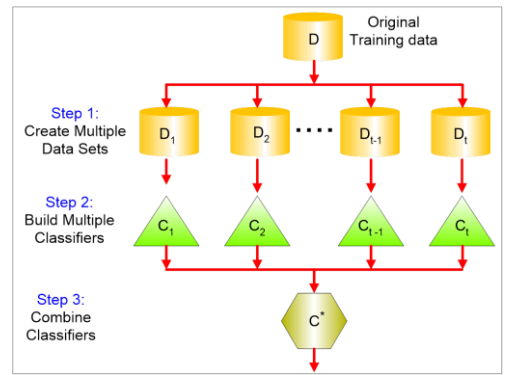 Original
Training data
D
Step 1:
Create Multiple
Data Sets
D1
D2
....
Dt-1
Dt
Step 2:
Build Multiple
Classifiers
C1
C2
Ct-1
Ct
Step 3:
Combine
Classifiers
C*